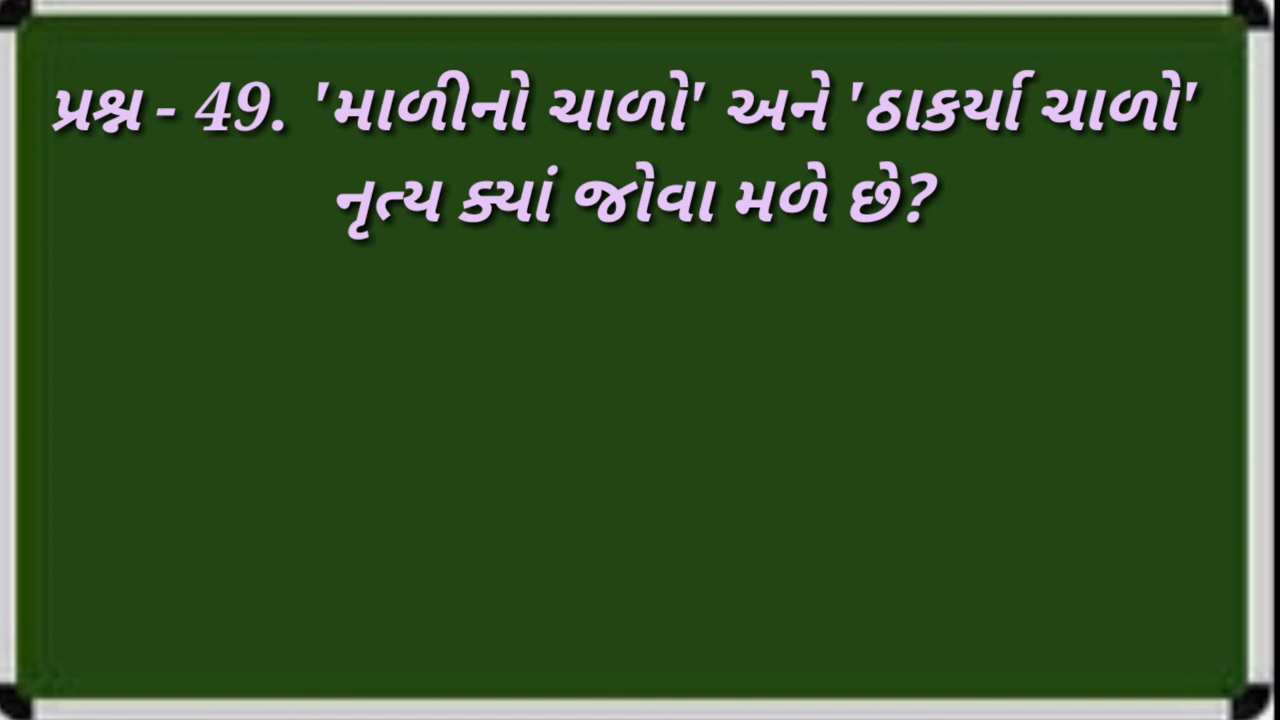 પ્રશ્ન - 49. 'માળીનો ચાળો' અને 'ઠાકર્યા ચાળો'
નૃત્ય ક્યાં જોવા મળે છે?